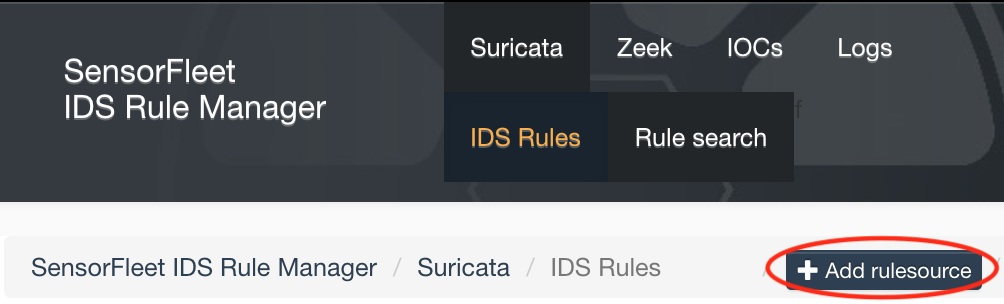 Suricata Zeek IOCs Logs
SensorFleet
IDS Rule Manager
IDS Rules Rule search
SensorFleet IDS Rule Manager / Suricata / IDS Rules / + Add rulesource /